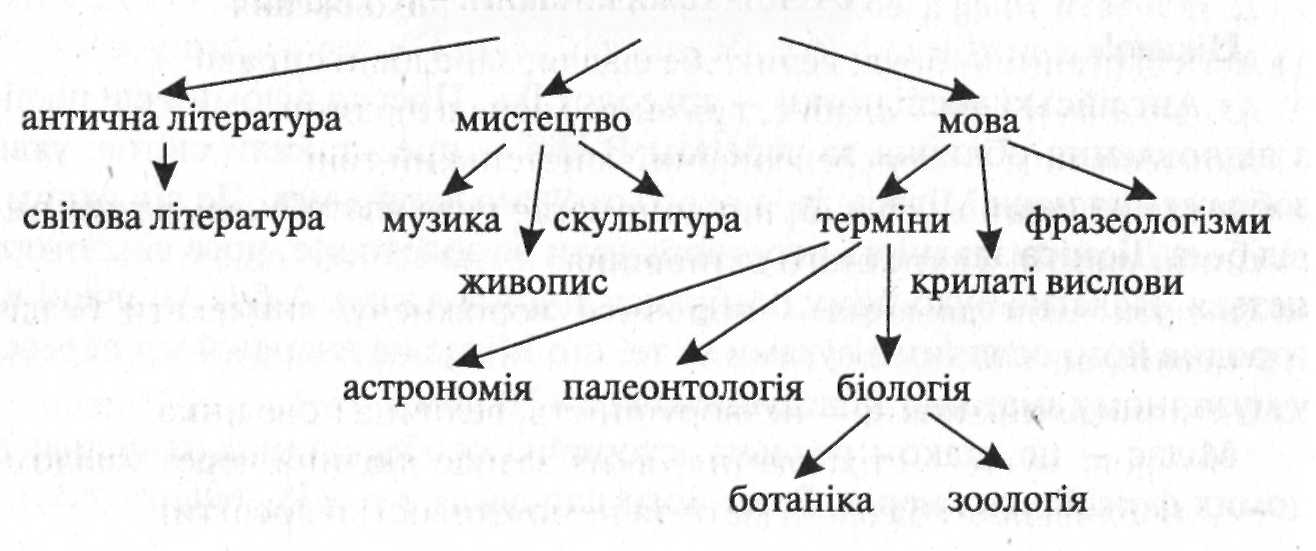 антична література мистецтво мова
світова література музика скульптура терміни фразеологізми
живопис крилаті вислови
астрономія палеонтологія біологія
ботаніка зоологія